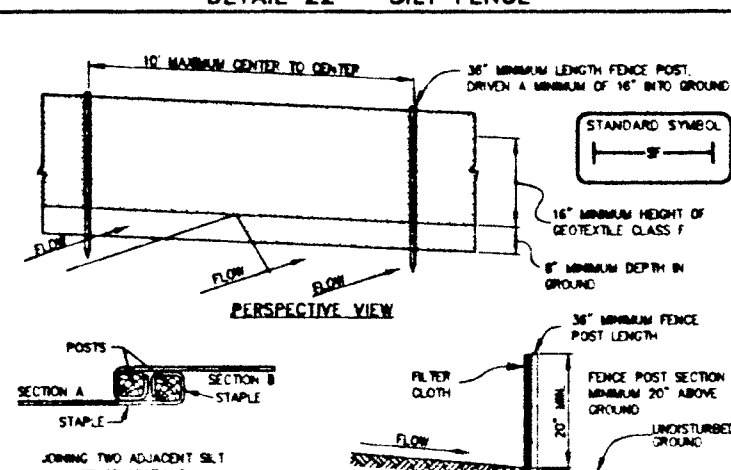 DETAIL 22 SILT FENCE
10' MAXIMUM CENTER TO CENTER
36" MINIMUM LENGTH FENCE POST,
DRIVEN A MINIMUM OF 16" INTO GROUND
STANDARD SYMBOL
SF
16" MINIMUM HEIGHT OF
GEOTEXTILE CLASS F
8" MINIMUM DEPTH IN
GROUND
FLOW
FLOW
FLOW
PERSPECTIVE VIEW
36" MINIMUM FENCE
POST LENGTH
POSTS
SECTION A
SECTION B
STAPLE
STAPLE
JOINING TWO ADJACENT SILT
FILTER
CLOTH
20" MIN.
FENCE POST SECTION
MINIMUM 20" ABOVE
GROUND
UNDISTURBED
GROUND
FLOW